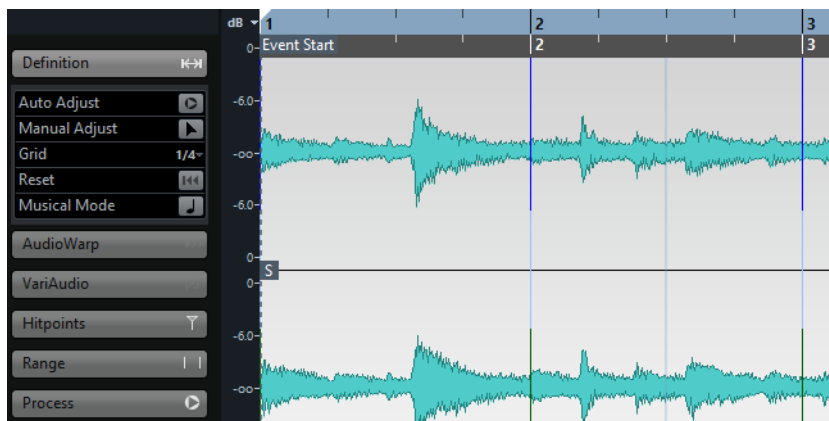 dB 1 2 3
0 Event Start 2 3
Definition
-6.0
Auto Adjust
Manual Adjust
-oo
Grid 1/4
Reset
Musical Mode
-6.0
AudioWarp
0
S
VariAudio
0
Hitpoints
-6.0
Range
-oo
Process